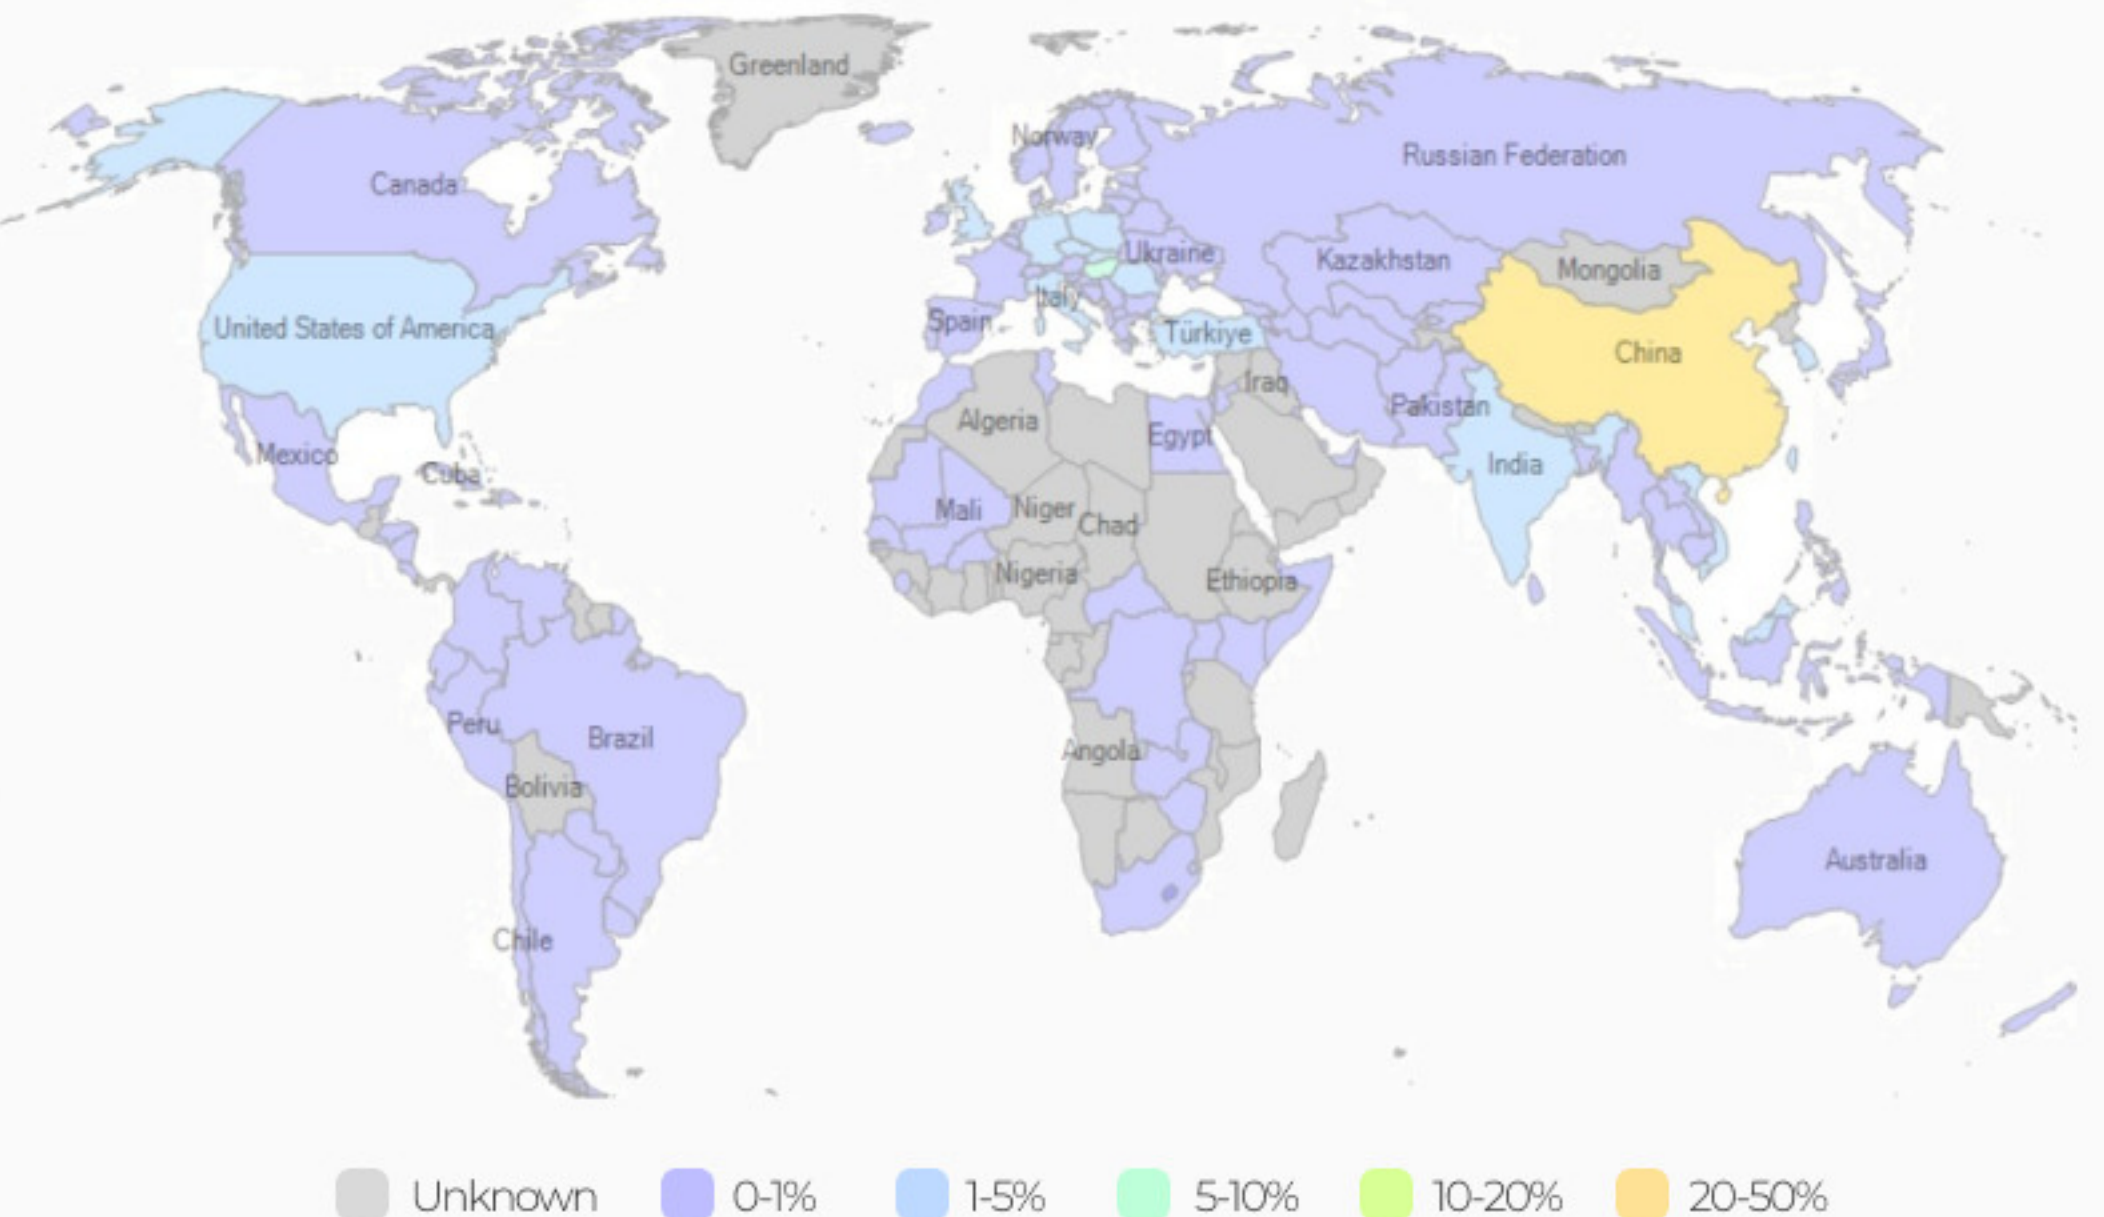 Greenland
Norway
Russian Federation
Canada
Ukraine
Kazakhstan
Mongolia
Italy
Spain
United States of America
Türkiye
China
Iraq
Pakistan
Algeria
Egypt
Mexico
Cuba
India
Mali
Niger
Chad
Nigeria
Ethiopia
Peru
Brazil
Angola
Bolivia
Australia
Chile
Unknown 0-1% 1-5% 5-10% 10-20% 20-50%